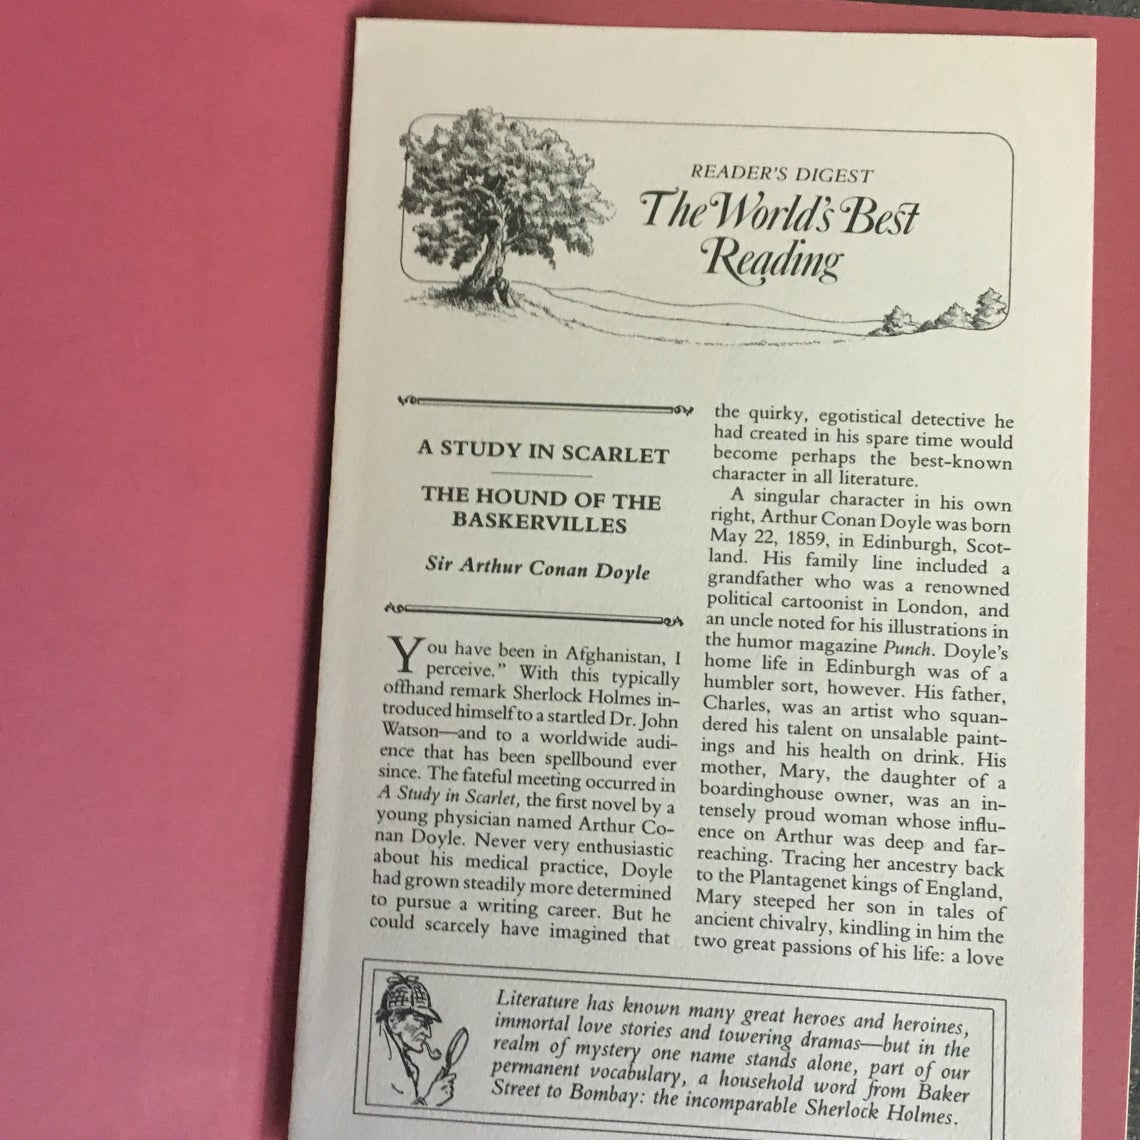 READER'S DIGEST
The World's Best
Reading
A STUDY IN SCARLET
THE HOUND OF THE
BASKERVILLES
Sir Arthur Conan Doyle
You have been in Afghanistan, I
perceive." With this typically
offhand remark Sherlock Holmes in-
troduced himself to a startled Dr. John
Watson—and to a worldwide audi-
ence that has been spellbound ever
since. The fateful meeting occurred in
A Study in Scarlet, the first novel by a
young physician named Arthur Co-
nan Doyle. Never very enthusiastic
about his medical practice, Doyle
had grown steadily more determined
to pursue a writing career. But he
could scarcely have imagined that
the quirky, egotistical detective he
had created in his spare time would
become perhaps the best-known
character in all literature.
A singular character in his own
right, Arthur Conan Doyle was born
May 22, 1859, in Edinburgh, Scot-
land. His family line included a
grandfather who was a renowned
political cartoonist in London, and
an uncle noted for his illustrations in
the humor magazine Punch. Doyle's
home life in Edinburgh was of a
humbler sort, however. His father,
Charles, was an artist who squan-
dered his talent on unsalable paint-
ings and his health on drink. His
mother, Mary, the daughter of a
boardinghouse owner, was an in-
tensely proud woman whose influ-
ence on Arthur was deep and far-
reaching. Tracing her ancestry back
to the Plantagenet kings of England,
Mary steeped her son in tales of
ancient chivalry, kindling in him the
two great passions of his life: a love
Literature has known many great heroes and heroines,
immortal love stories and towering dramas—but in the
realm of mystery one name stands alone, part of our
permanent vocabulary, a household word from Baker
Street to Bombay: the incomparable Sherlock Holmes.